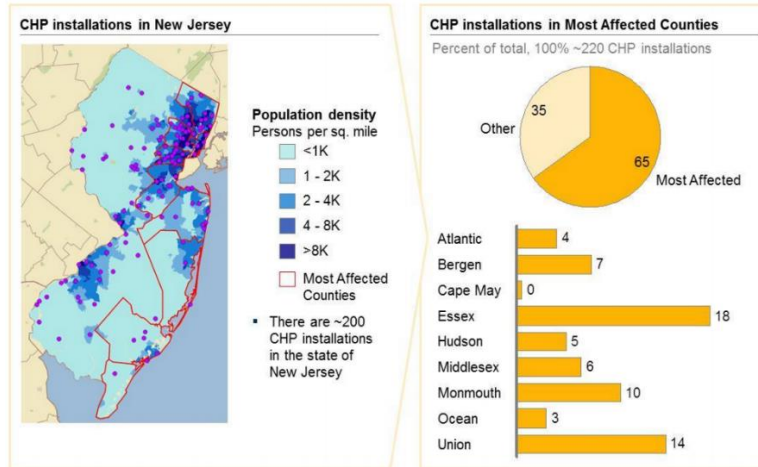 CHP installations in New Jersey
Population density
Persons per sq. mile
<1K
1 - 2K
2 - 4K
4 - 8K
>8K
Most Affected
Counties
▪ There are ~200
CHP installations
in the state of
New Jersey
CHP installations in Most Affected Counties
Percent of total, 100% ~220 CHP installations
35
Other
65
Most Affected
Atlantic 4
Bergen 7
Cape May 0
Essex 18
Hudson 5
Middlesex 6
Monmouth 10
Ocean 3
Union 14